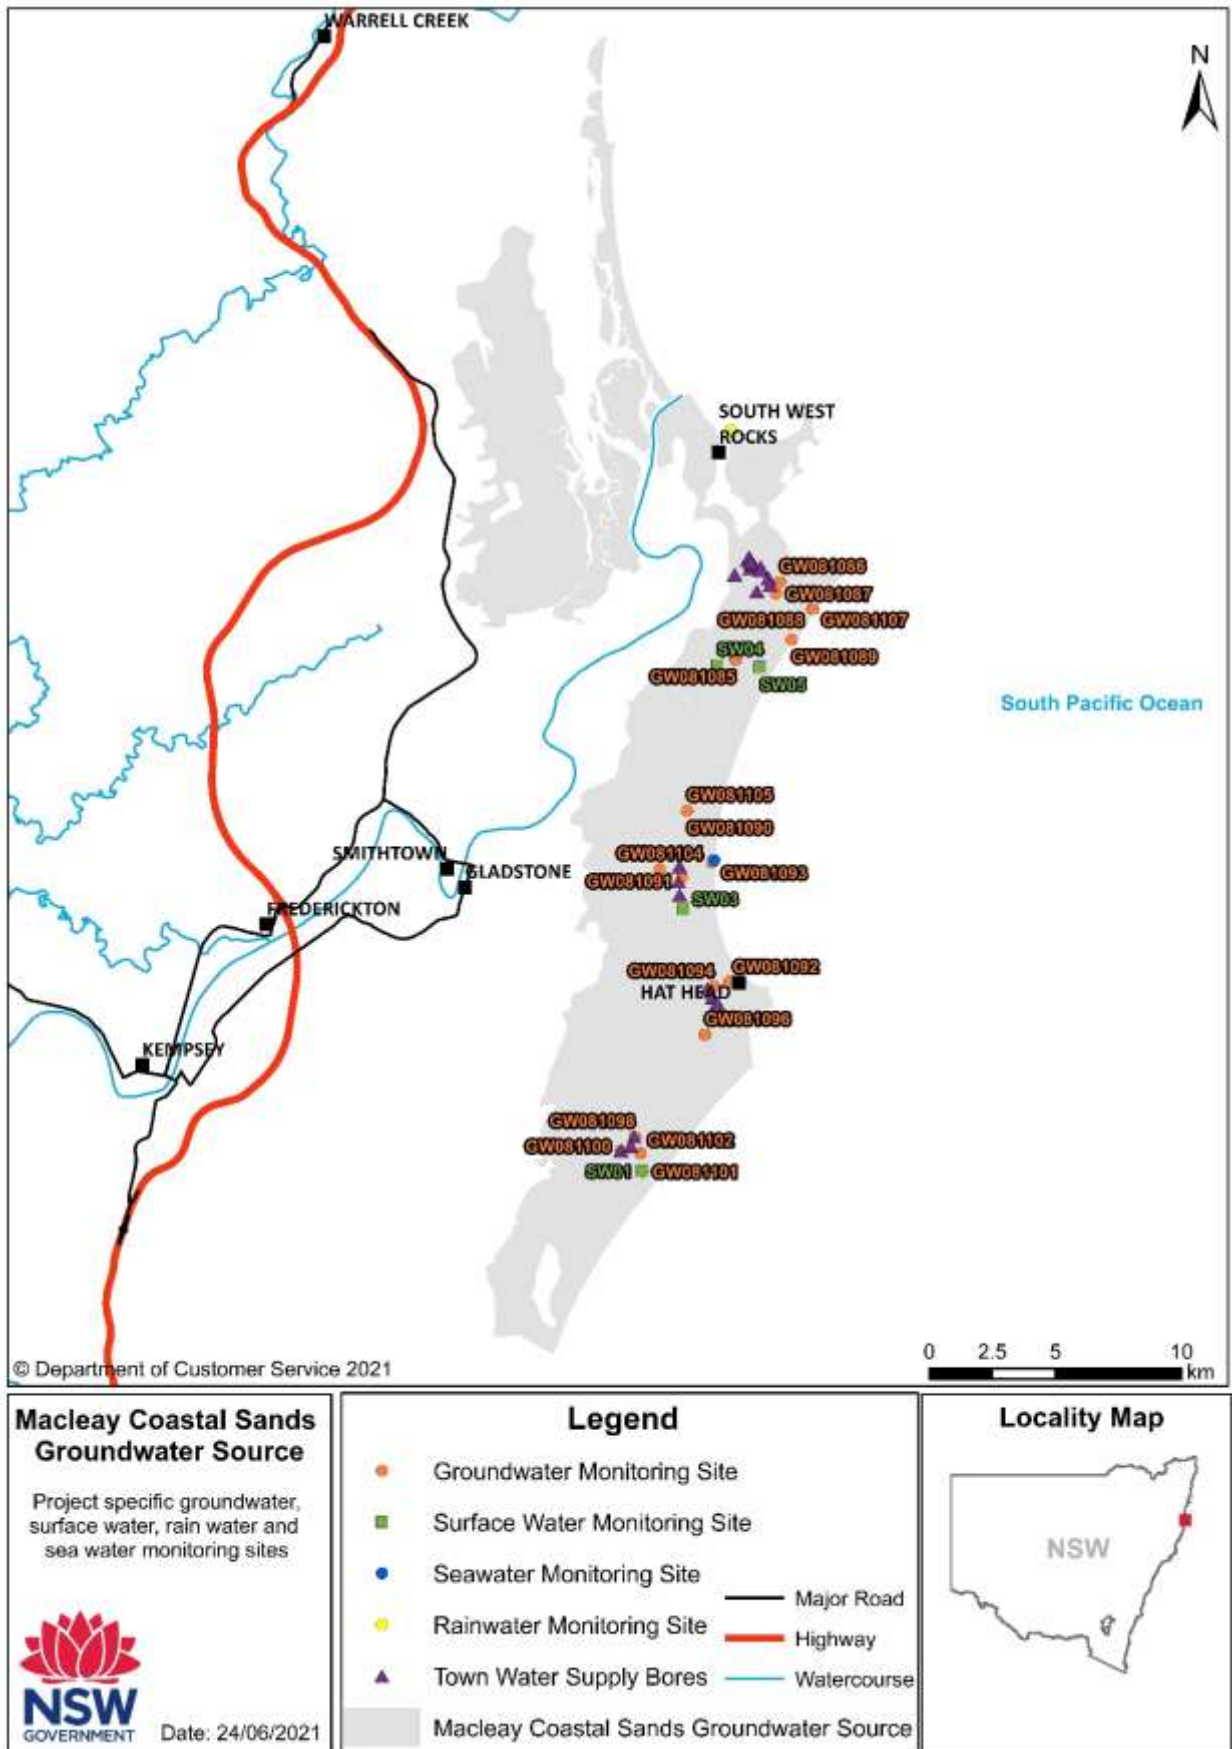 WARRELL CREEK
N
SOUTH WEST
ROCKS
GW081086
GW081087
GW081088 GW081107
SW04
GW081089
GW081085
SW05
South Pacific Ocean
GW081105
GW081090
SMITHTOWN
GW081104
GLADSTONE
GW081093
GW081091
SW03
FREDERICKTON
GW081094
GW081092
HAT HEAD
GW081096
KEMPSEY
GW081098
GW081100
GW081102
SW01
GW081101
0 2.5 5 10
km
© Department of Customer Service 2021
Macleay Coastal Sands
Groundwater Source
Project specific groundwater,
surface water, rain water and
sea water monitoring sites
NSW
GOVERNMENT
Date: 24/06/2021
Legend
Groundwater Monitoring Site
Surface Water Monitoring Site
Seawater Monitoring Site
Rainwater Monitoring Site
Town Water Supply Bores
Macleay Coastal Sands Groundwater Source
Major Road
Highway
Watercourse
Locality Map
NSW